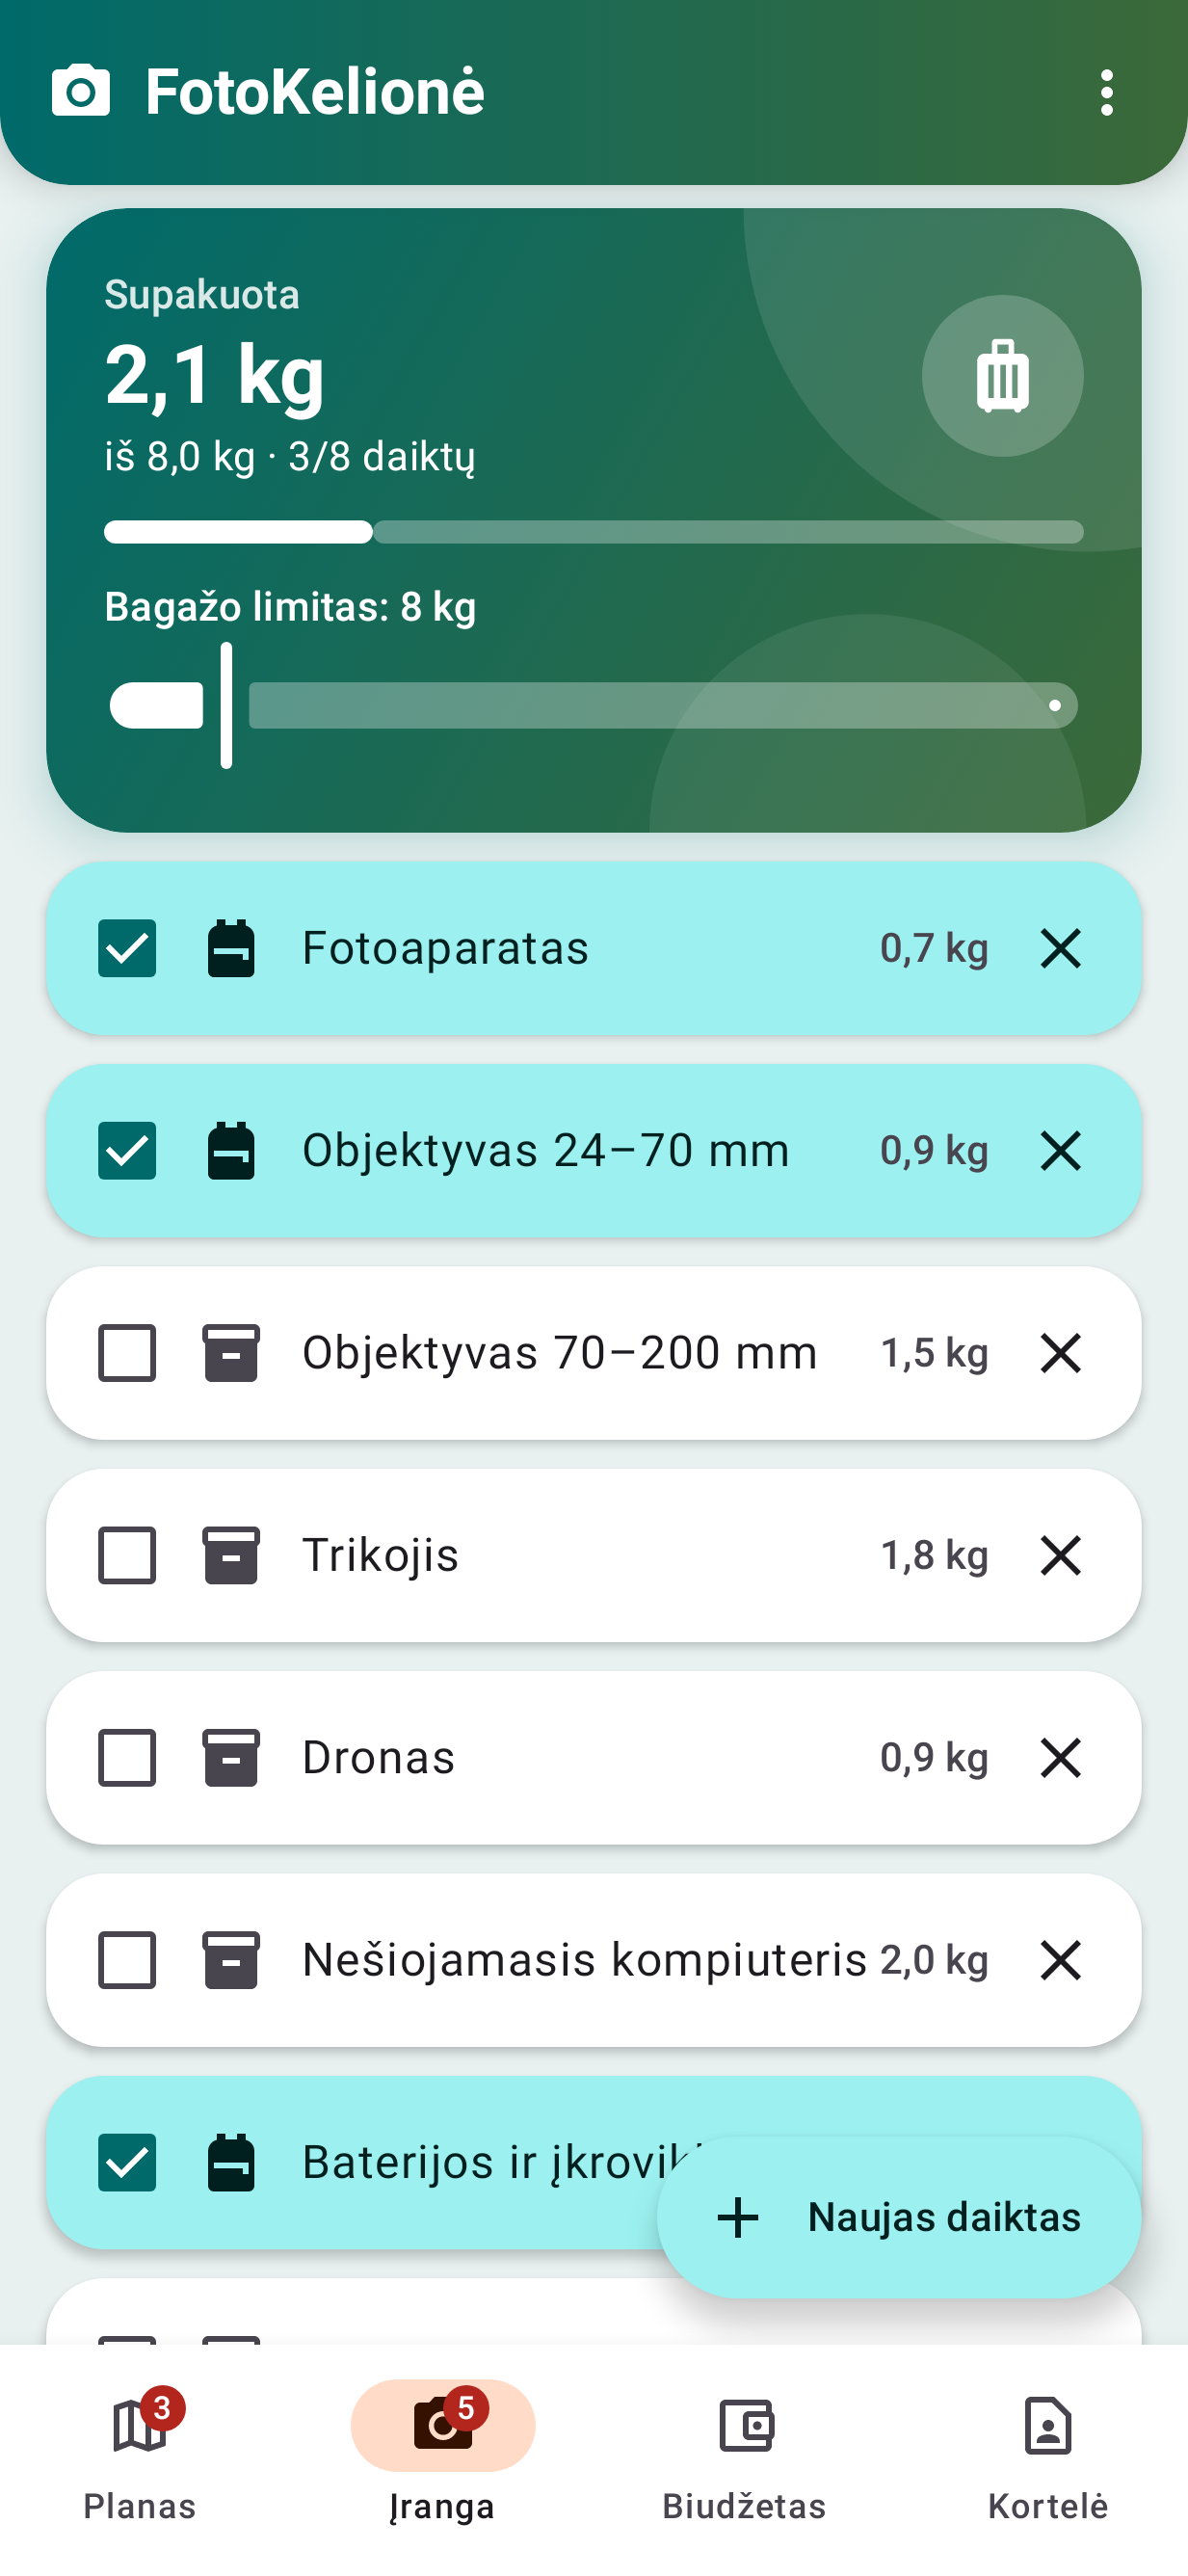 FotoKelionė
Supakuota
2,1 kg
iš 8,0 kg · 3/8 daiktų
Bagažo limitas: 8 kg
Fotoaparatas 0,7 kg
Objektyvas 24–70 mm 0,9 kg
Objektyvas 70–200 mm 1,5 kg
Trikojis 1,8 kg
Dronas 0,9 kg
Nešiojamasis kompiuteris 2,0 kg
Baterijos ir
Naujas daiktas
3
5
Planas
Įranga
Biudžetas
Kortelė